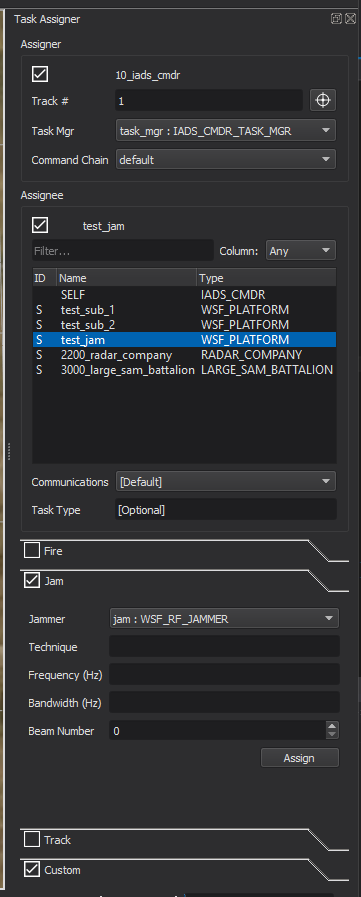 Task Assigner
Assigner
10_iads_cmdr
Track # 1
Task Mgr task_mgr : IADS_CMDR_TASK_MGR
Command Chain default
Assignee
test_jam
Filter... Column: Any
ID Name Type
SELF IADS_CMDR
S test_sub_1 WSF_PLATFORM
S test_sub_2 WSF_PLATFORM
S test_jam WSF_PLATFORM
S 2200_radar_company RADAR_COMPANY
S 3000_large_sam_battalion LARGE_SAM_BATTALION
Communications [Default]
Task Type [Optional]
Fire
Jam
Jammer jam : WSF_RF_JAMMER
Technique
Frequency (Hz)
Bandwidth (Hz)
Beam Number 0
Assign
Track
Custom